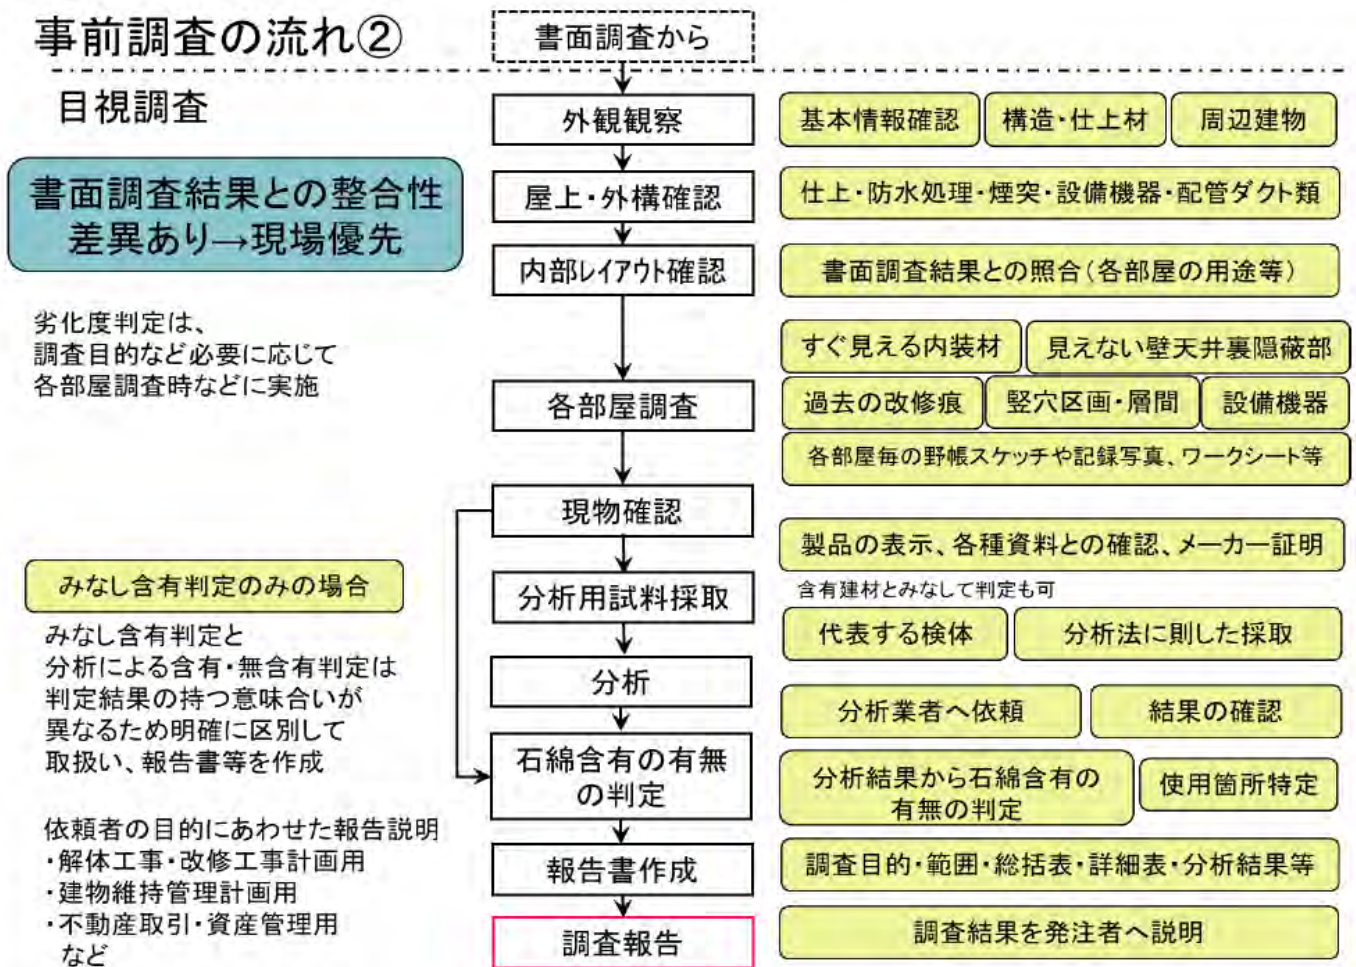 事前調査の流れ②
書面調査から
目視調査
外観観察
基本情報確認
構造・仕上材
周辺建物
書面調査結果との整合性
差異あり→現場優先
屋上・外構確認
仕上・防水処理・煙突・設備機器・配管ダクト類
内部レイアウト確認
書面調査結果との照合(各部屋の用途等)
劣化度判定は、
調査目的など必要に応じて
各部屋調査時などに実施
各部屋調査
すぐ見える内装材
見えない壁天井裏隠蔽部
過去の改修痕
竪穴区画・層間
設備機器
各部屋毎の野帳スケッチや記録写真、ワークシート等
現物確認
製品の表示、各種資料との確認、メーカー証明
含有建材とみなして判定も可
みなし含有判定のみの場合
分析用試料採取
代表する検体
分析法に則した採取
みなし含有判定と
分析による含有・無含有判定は
判定結果の持つ意味合いが
異なるため明確に区別して
取扱い、報告書等を作成
分析
分析業者へ依頼
結果の確認
石綿含有の有無
の判定
分析結果から石綿含有の
有無の判定
使用箇所特定
依頼者の目的にあわせた報告説明
・解体工事・改修工事計画用
・建物維持管理計画用
・不動産取引・資産管理用
など
報告書作成
調査目的・範囲・総括表・詳細表・分析結果等
調査報告
調査結果を発注者へ説明